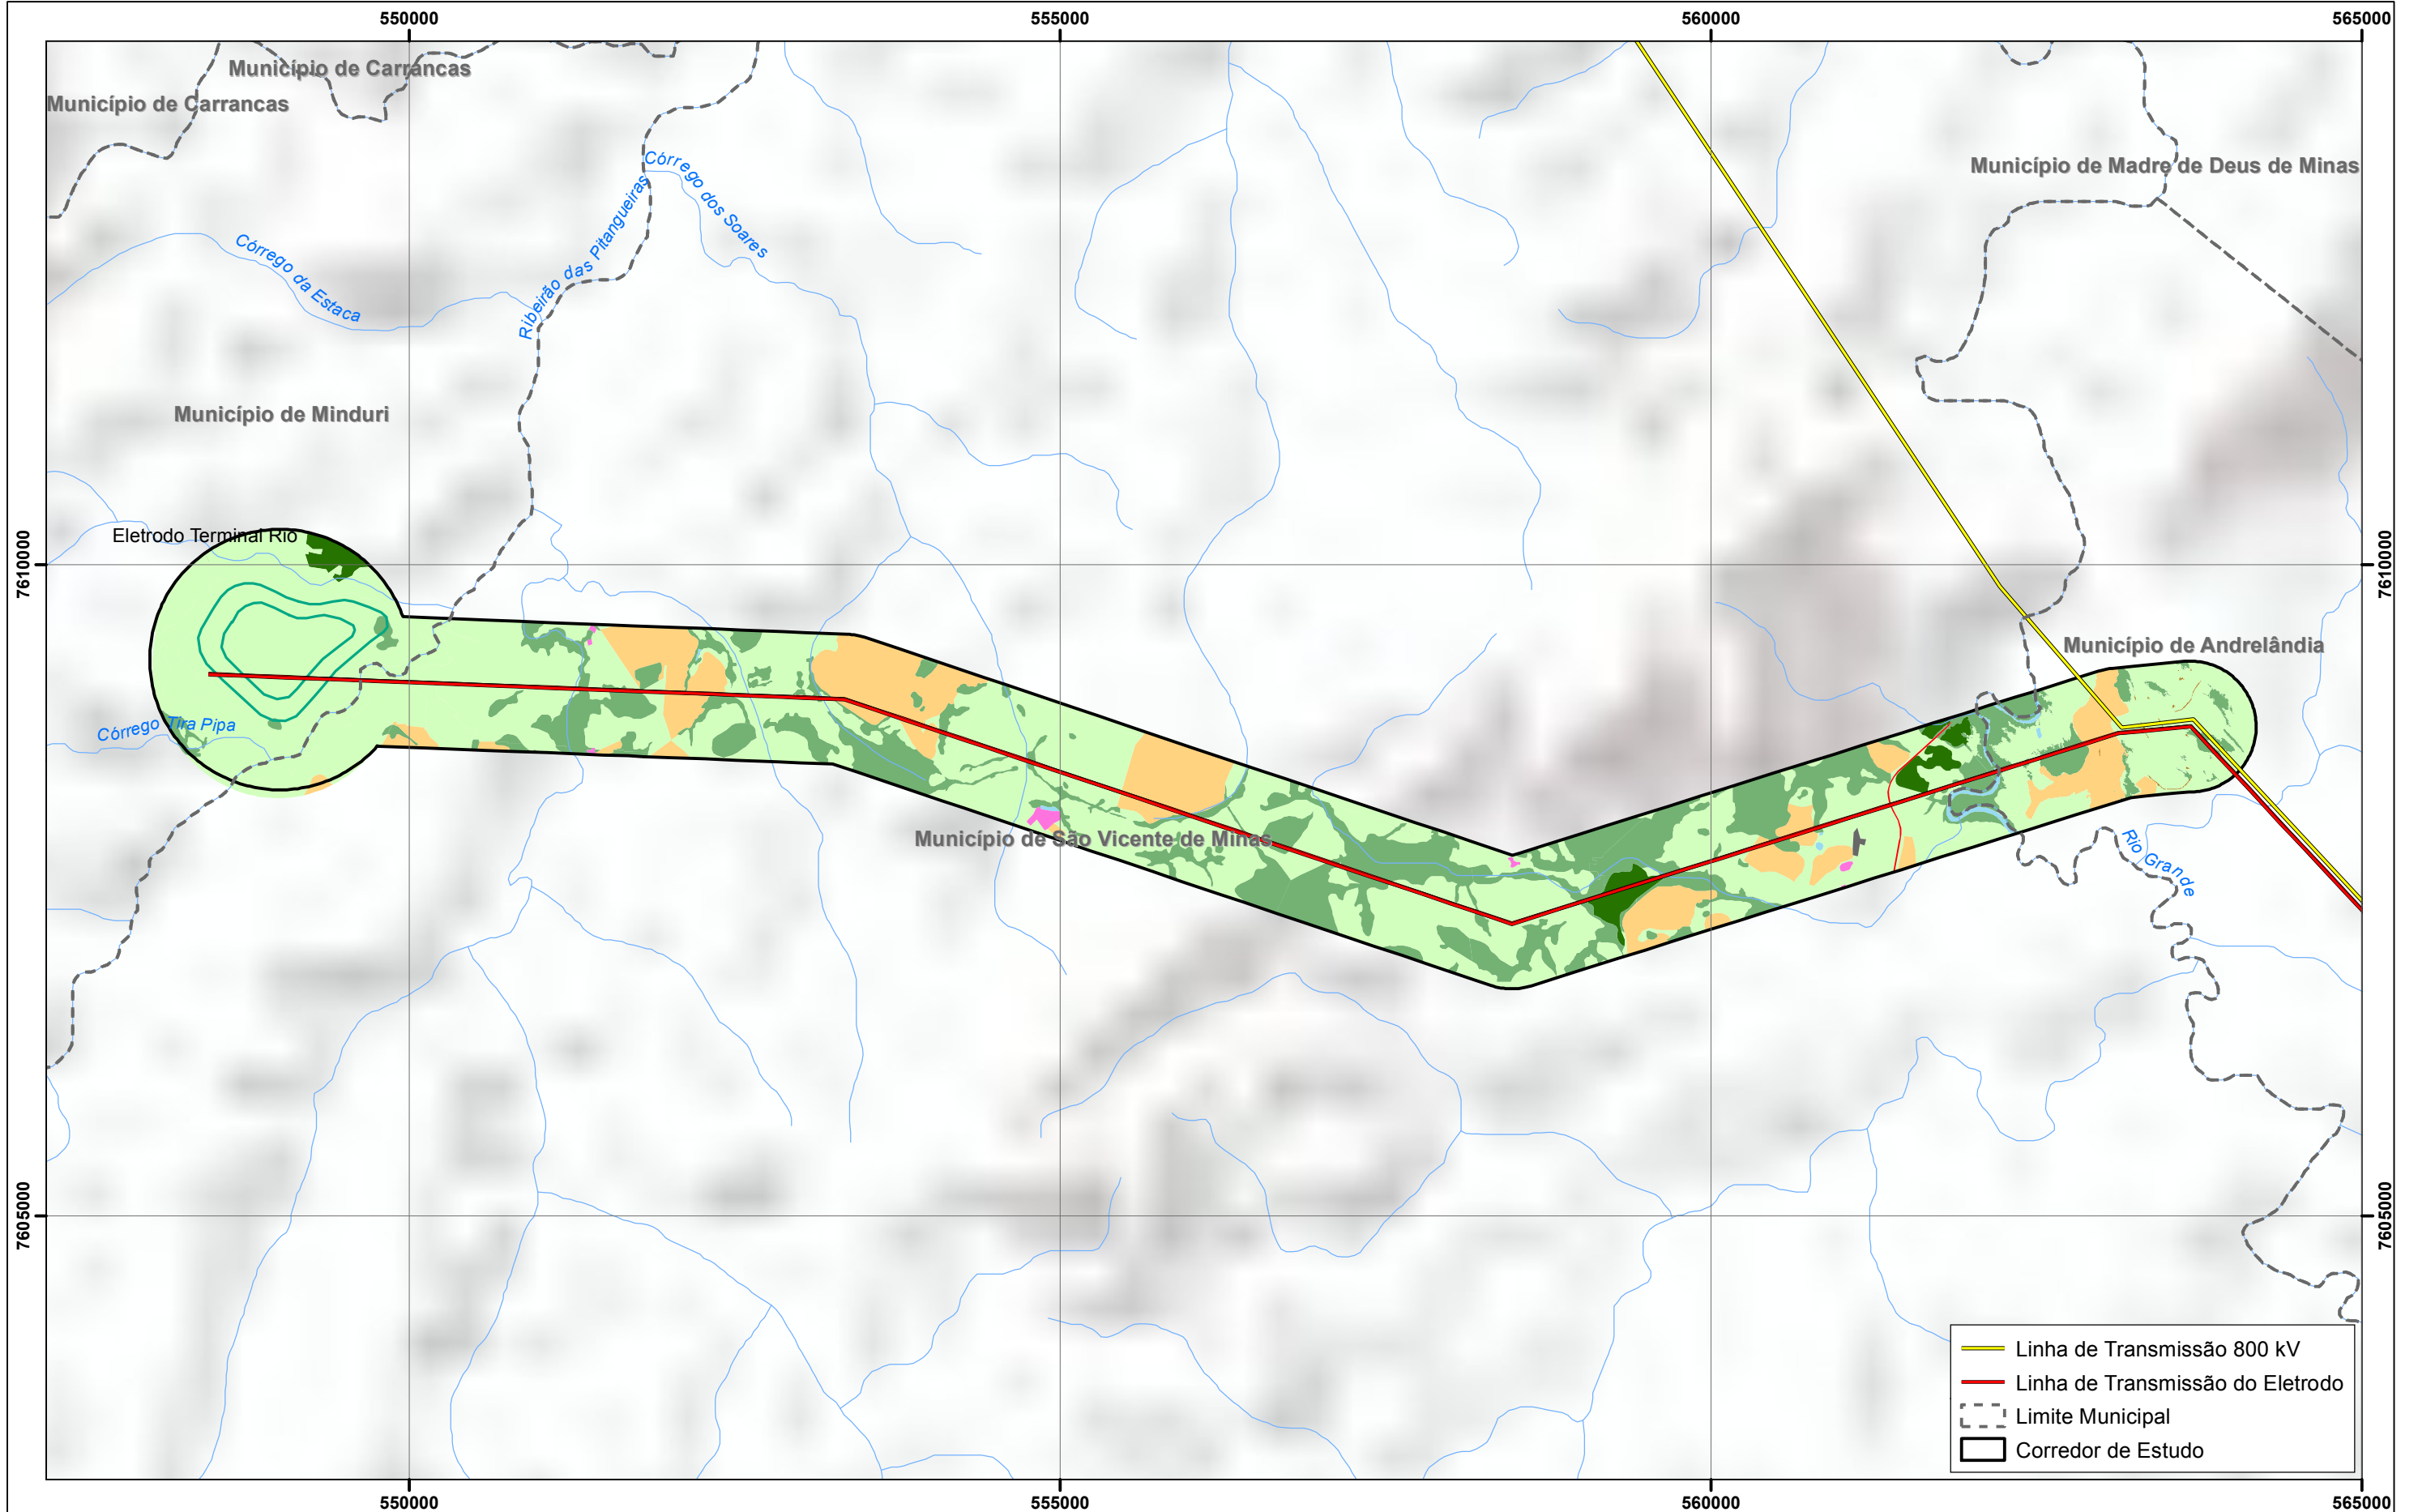 550000
555000
560000
565000
Município de Carrancas
Município de Carrancas
Município de Madre de Deus de Minas
Córrego dos Soares
Ribeirão das Pitangueiras
Córrego da Estaca
Município de Minduri
Eletrodo Terminal Rio
7610000
7610000
Município de Andrelândia
Córrego Tira Pipa
Município de São Vicente de Minas
Rio Grande
7605000
7605000
Linha de Transmissão 800 kV
Linha de Transmissão do Eletrodo
Limite Municipal
Corredor de Estudo
550000
555000
560000
565000